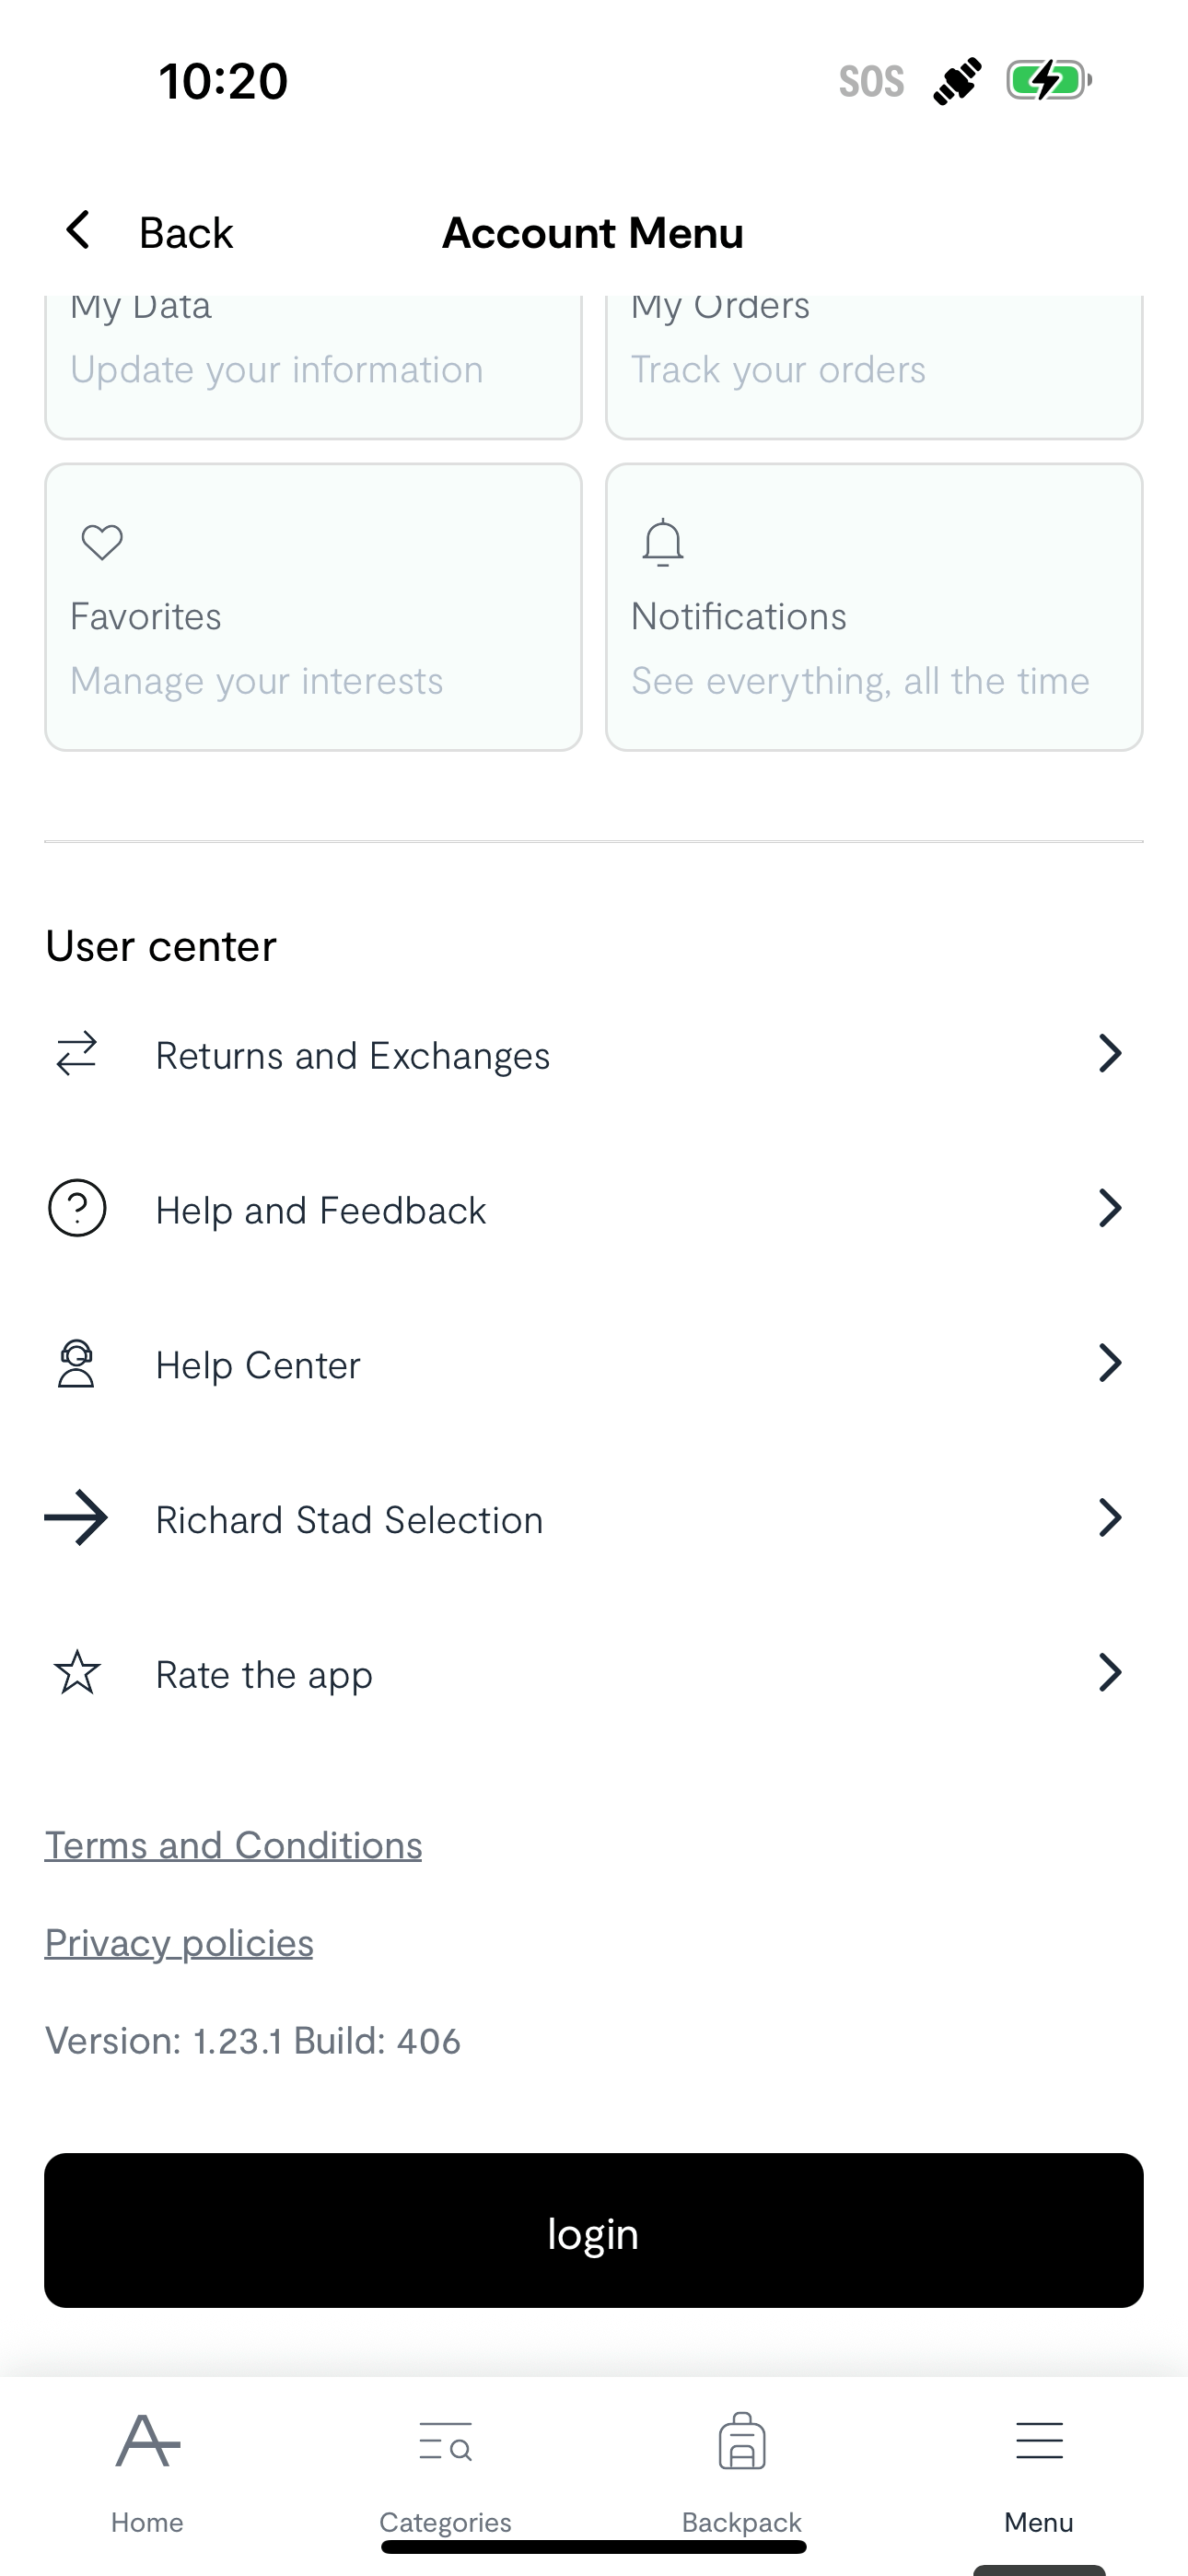 10:20
SOS
Back
Account Menu
My Data
My Orders
Update your information
Track your orders
Favorites
Notifications
Manage your interests
See everything, all the time
User center
Returns and Exchanges
Help and Feedback
Help Center
Richard Stad Selection
Rate the app
Terms and Conditions
Privacy policies
Version: 1.23.1 Build: 406
login
Home
Categories
Backpack
Menu